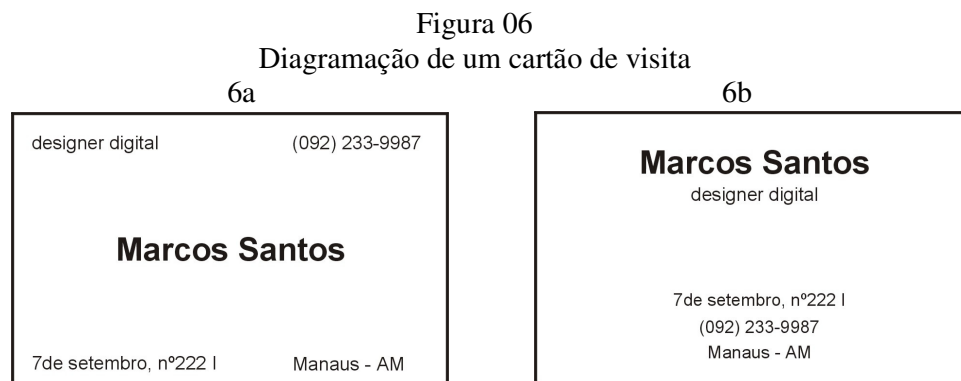 Figura 06
Diagramação de um cartão de visita
6a
designer digital (092) 233-9987
Marcos Santos
7de setembro, nº222 I Manaus - AM
6b
Marcos Santos
designer digital
7de setembro, nº222 I
(092) 233-9987
Manaus - AM